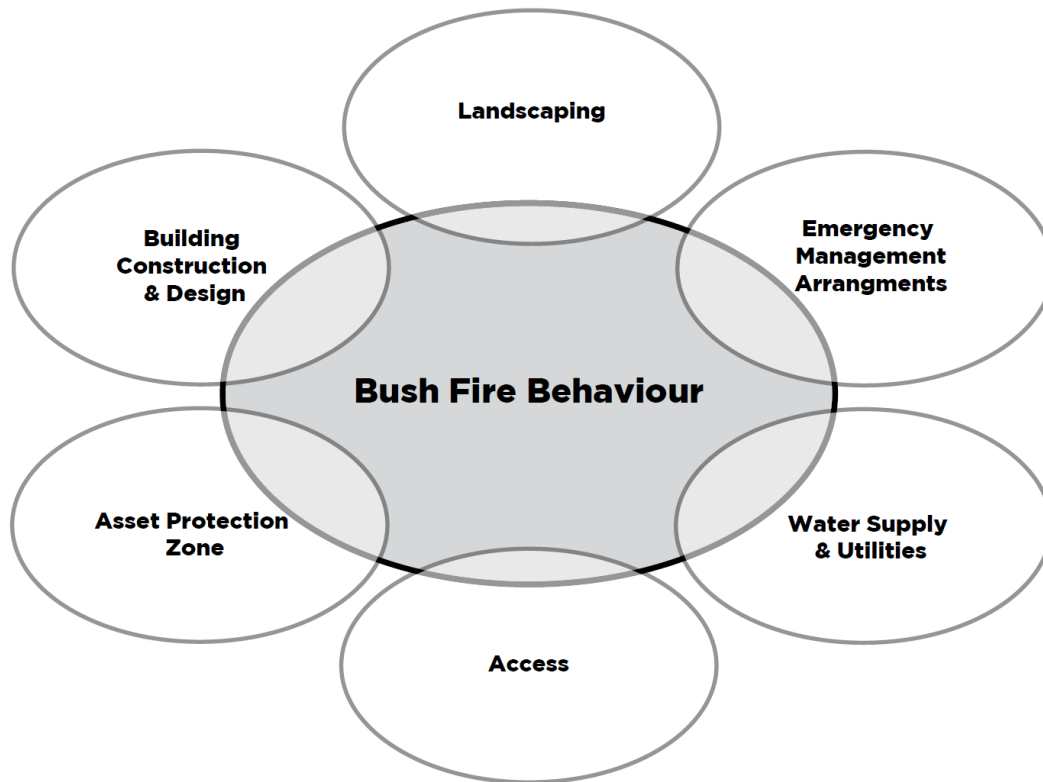 Landscaping
Building
Construction
& Design
Emergency
Management
Arrangments
Bush Fire Behaviour
Asset Protection
Zone
Water Supply
& Utilities
Access